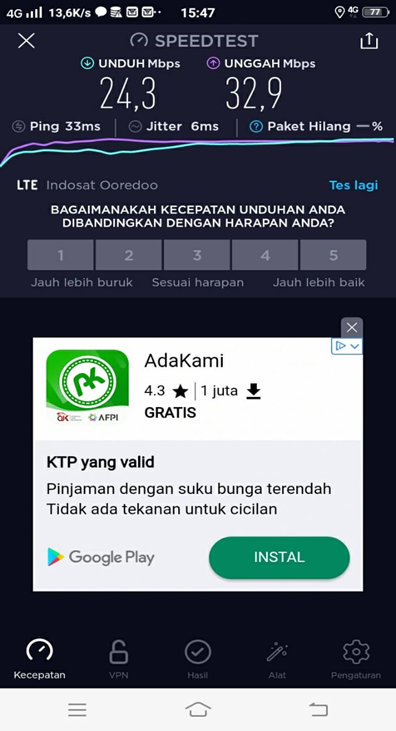 4G 13,6K/s 15:47 4G 77
SPEEDTEST
UNDUH Mbps UNGGAH Mbps
24,3 32,9
Ping 33ms Jitter 6ms Paket Hilang —%
LTE Indosat Ooredoo Tes lagi
BAGAIMANAKAH KECEPATAN UNDUHAN ANDA
DIBANDINGKAN DENGAN HARAPAN ANDA?
1 2 3 4 5
Jauh lebih buruk Sesuai harapan Jauh lebih baik
AdaKami
4.3 ★ | 1 juta
GRATIS
AFPI
KTP yang valid
Pinjaman dengan suku bunga terendah
Tidak ada tekanan untuk cicilan
Google Play INSTAL
Kecepatan VPN Hasil Alat Pengaturan